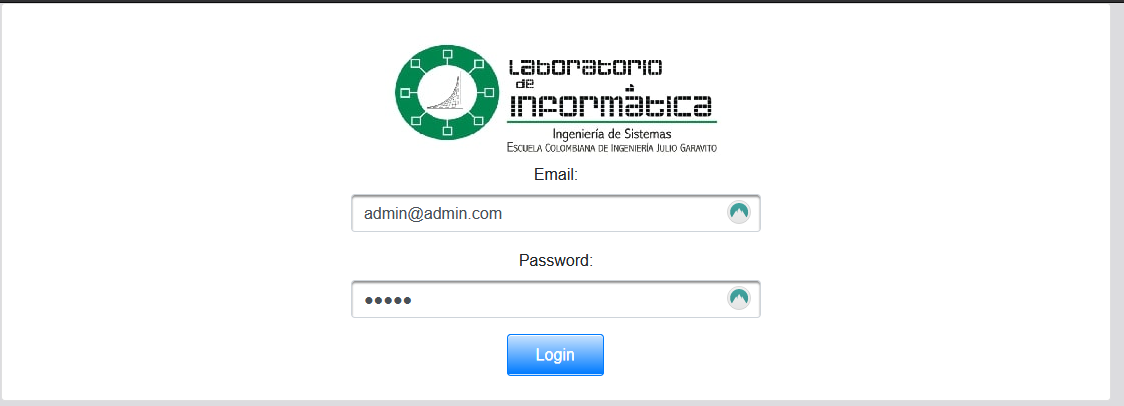 Laboratorio
de
Informática
Ingeniería de Sistemas
Escuela Colombiana de Ingeniería Julio Garavito
Email:
admin@admin.com
Password:
•••••
Login